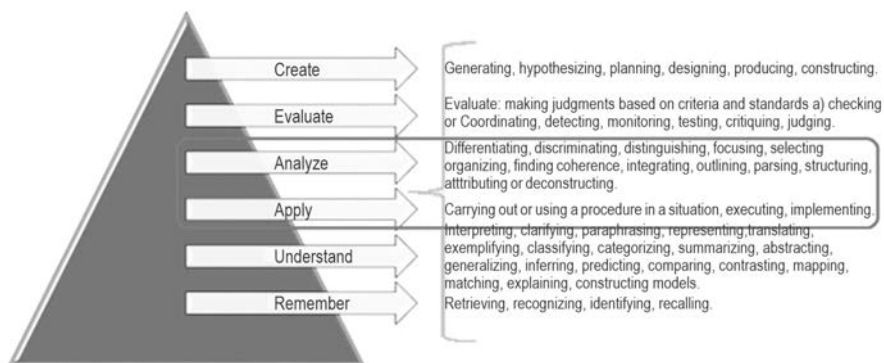 Create
Generating, hypothesizing, planning, designing, producing, constructing.
Evaluate
Evaluate: making judgments based on criteria and standards a) checking
or Coordinating, detecting, monitoring, testing, critiquing, judging.
Analyze
Differentiating, discriminating, distinguishing, focusing, selecting
organizing, finding coherence, integrating, outlining, parsing, structuring,
atttributing or deconstructing.
Apply
Carrying out or using a procedure in a situation, executing, implementing.
Understand
Interpreting, clarifying, paraphrasing, representing,translating,
exemplifying, classifying, categorizing, summarizing, abstracting,
generalizing, inferring, predicting, comparing, contrasting, mapping,
matching, explaining, constructing models.
Remember
Retrieving, recognizing, identifying, recalling.